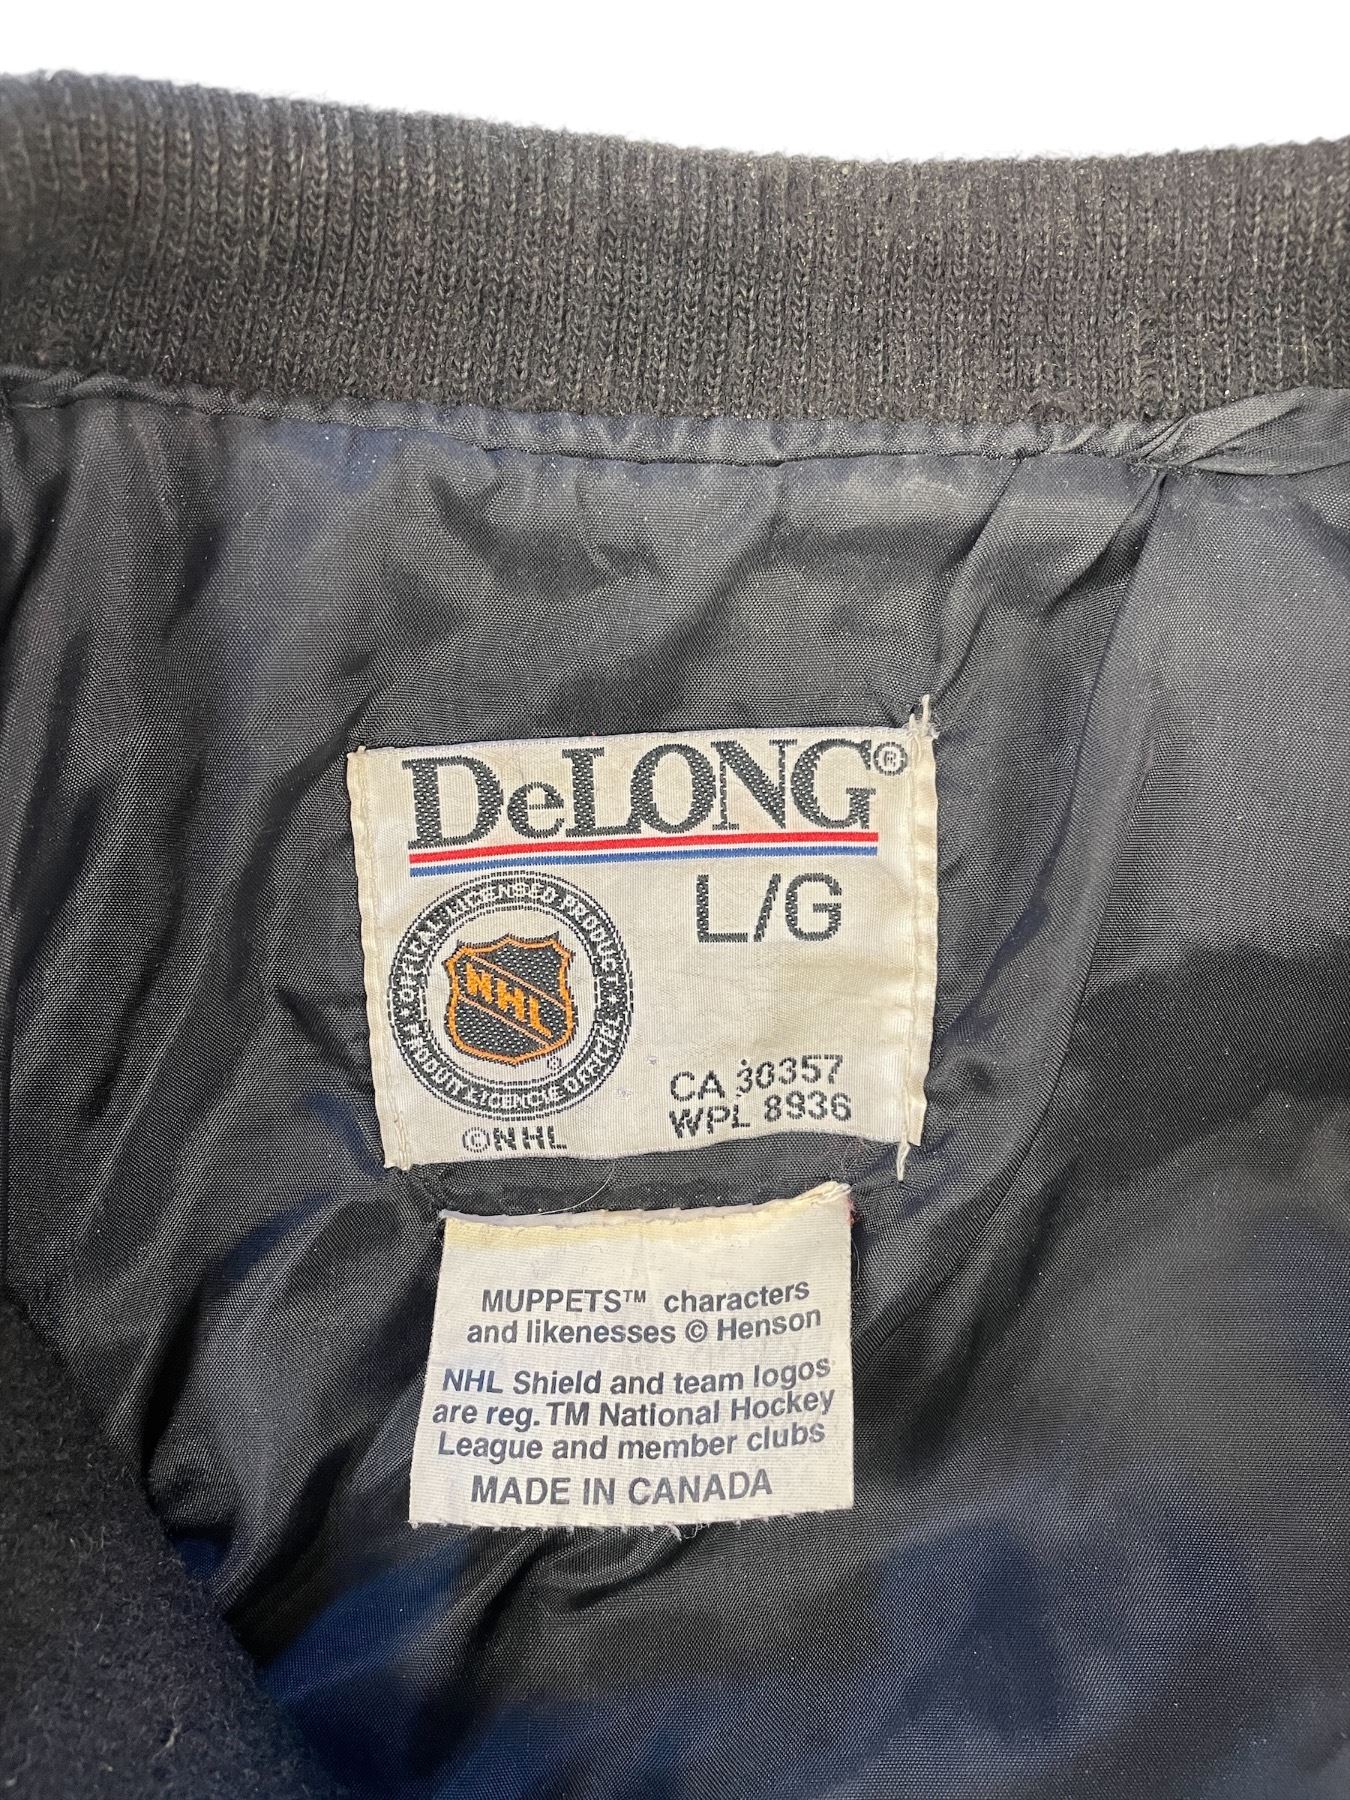 DeLONG®
L/G
OFFICIAL LICENSED PRODUCT
NHL
®
PRODUIT LICENCIE OFFICIEL
©NHL
CA 30357
WPL 8936
MUPPETS™ characters
and likenesses © Henson
NHL Shield and team logos
are reg. TM National Hockey
League and member clubs
MADE IN CANADA